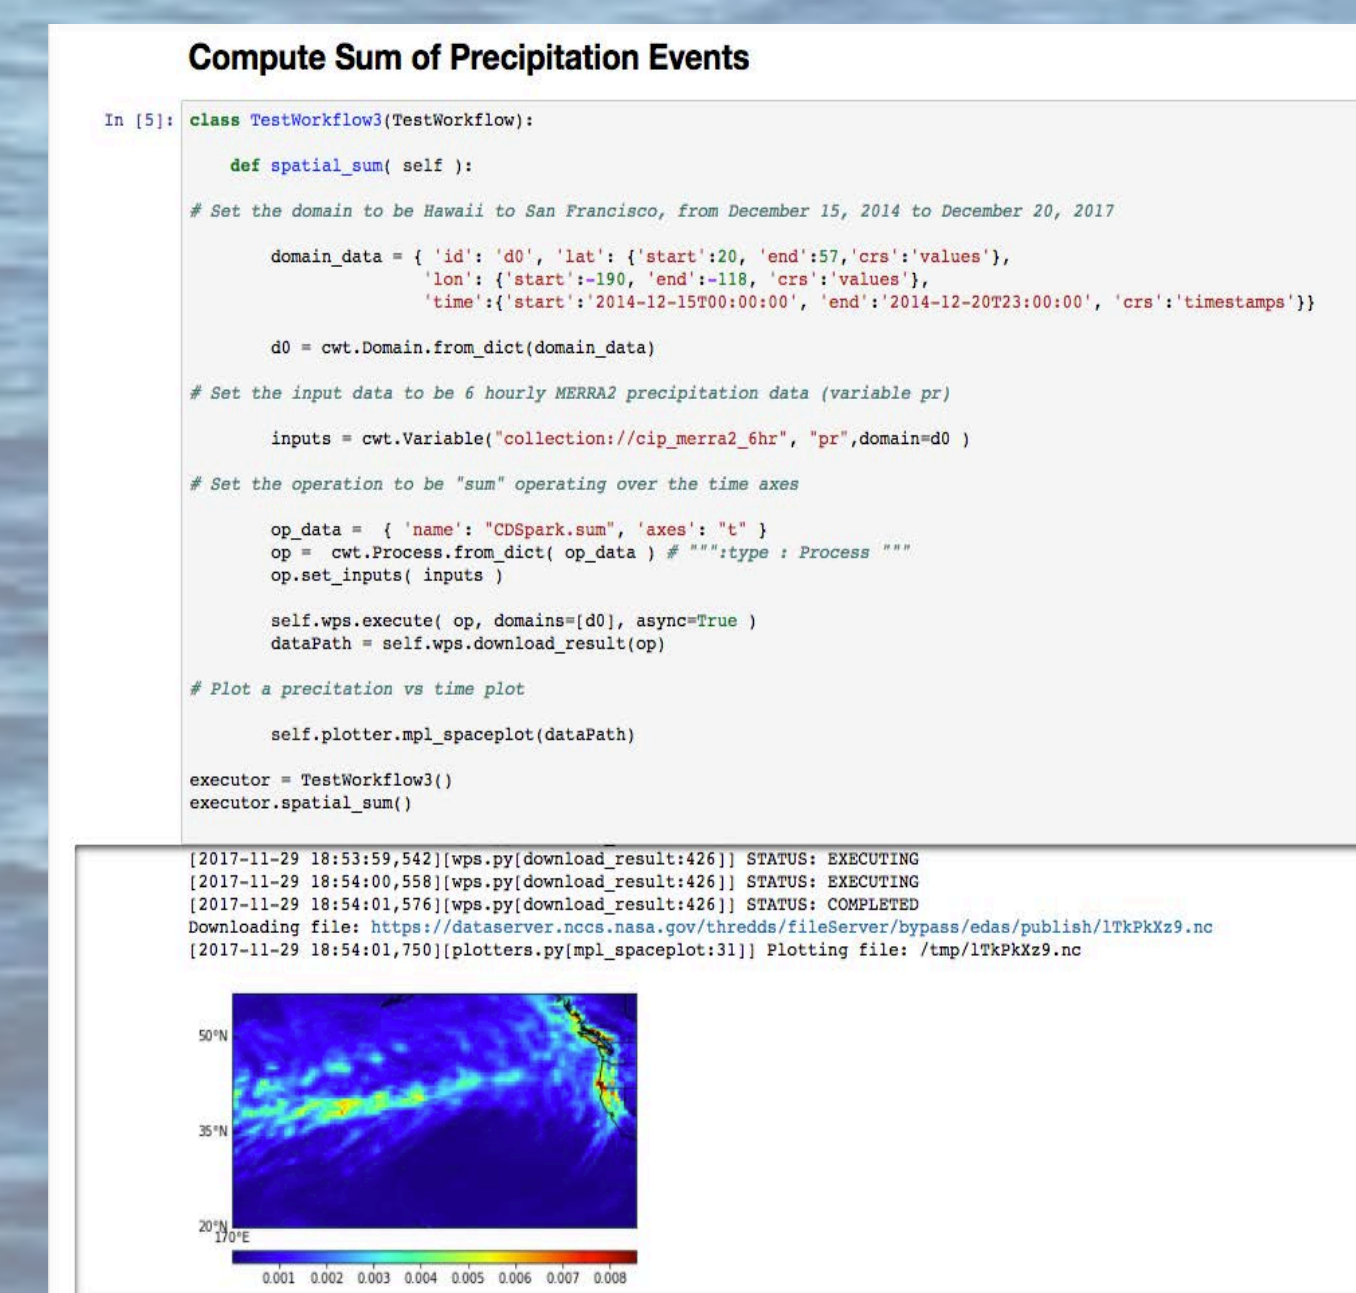 Compute Sum of Precipitation Events
In [5]: class TestWorkflow3(TestWorkflow):
def spatial_sum( self ):
# Set the domain to be Hawaii to San Francisco, from December 15, 2014 to December 20, 2017
domain_data = { 'id': 'd0', 'lat': {'start':20, 'end':57,'crs':'values'},
'lon': {'start':-190, 'end':-118, 'crs':'values'},
'time':{'start':'2014-12-15T00:00:00', 'end':'2014-12-20T23:00:00', 'crs':'timestamps'}}
d0 = cwt.Domain.from_dict(domain_data)
# Set the input data to be 6 hourly MERRA2 precipitation data (variable pr)
inputs = cwt.Variable("collection://cip_merra2_6hr", "pr",domain=d0 )
# Set the operation to be "sum" operating over the time axes
op_data =  { 'name': "CDSpark.sum", 'axes': "t" }
op =  cwt.Process.from_dict( op_data ) # """:type : Process """
op.set_inputs( inputs )
self.wps.execute( op, domains=[d0], async=True )
dataPath = self.wps.download_result(op)
# Plot a precitation vs time plot
self.plotter.mpl_spaceplot(dataPath)
executor = TestWorkflow3()
executor.spatial_sum()
[2017-11-29 18:53:59,542][wps.py[download_result:426]] STATUS: EXECUTING
[2017-11-29 18:54:00,558][wps.py[download_result:426]] STATUS: EXECUTING
[2017-11-29 18:54:01,576][wps.py[download_result:426]] STATUS: COMPLETED
Downloading file: https://dataserver.nccs.nasa.gov/thredds/fileServer/bypass/edas/publish/lTkPkXz9.nc
[2017-11-29 18:54:01,750][plotters.py[mpl_spaceplot:31]] Plotting file: /tmp/lTkPkXz9.nc
50°N
35°N
20°N
170°E
0.001 0.002 0.003 0.004 0.005 0.006 0.007 0.008